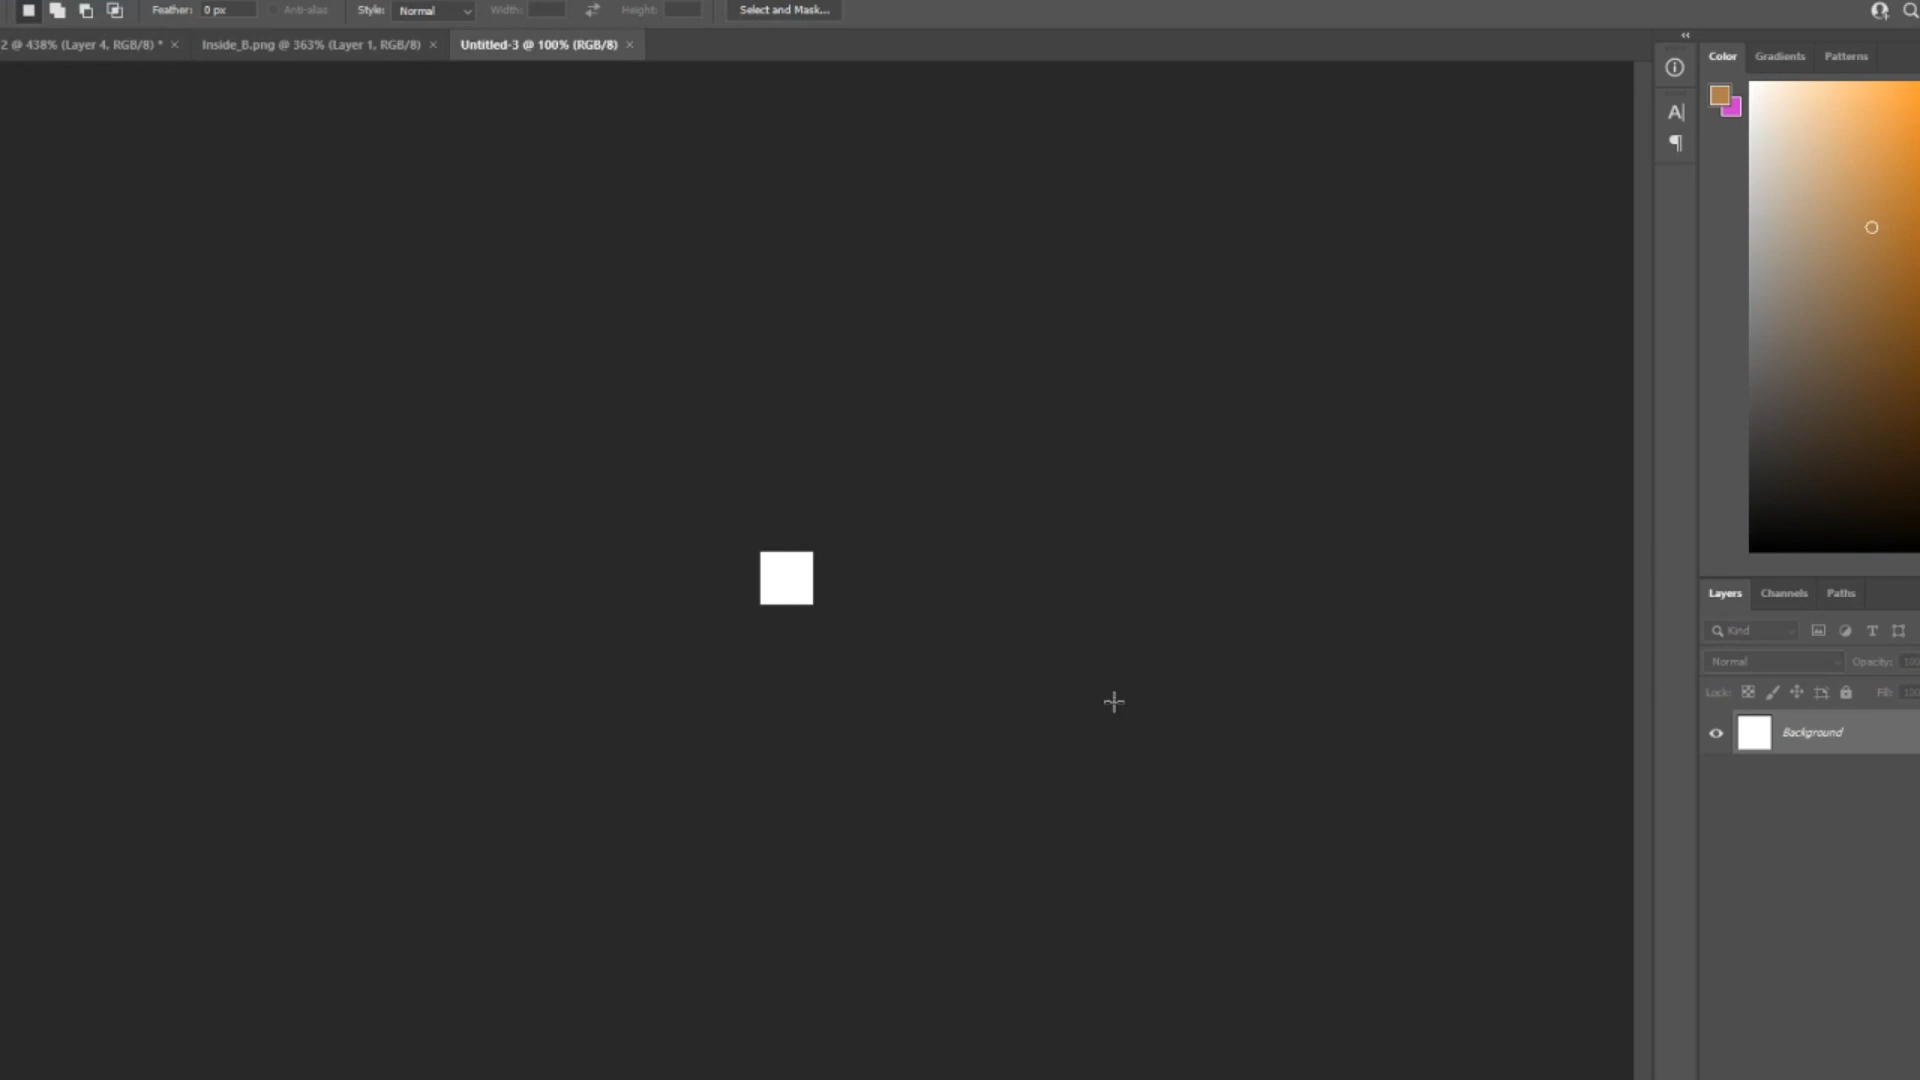 Feather: 0 px Anti-alias Style: Normal Width: Height: Select and Mask...
2 @ 438% (Layer 4, RGB/8) * × Inside_B.png @ 363% (Layer 1, RGB/8) × Untitled-3 @ 100% (RGB/8) ×
Color Gradients Patterns
A|
¶
Layers Channels Paths
Kind T
Normal Opacity: 100
Lock: Fill: 100
Background